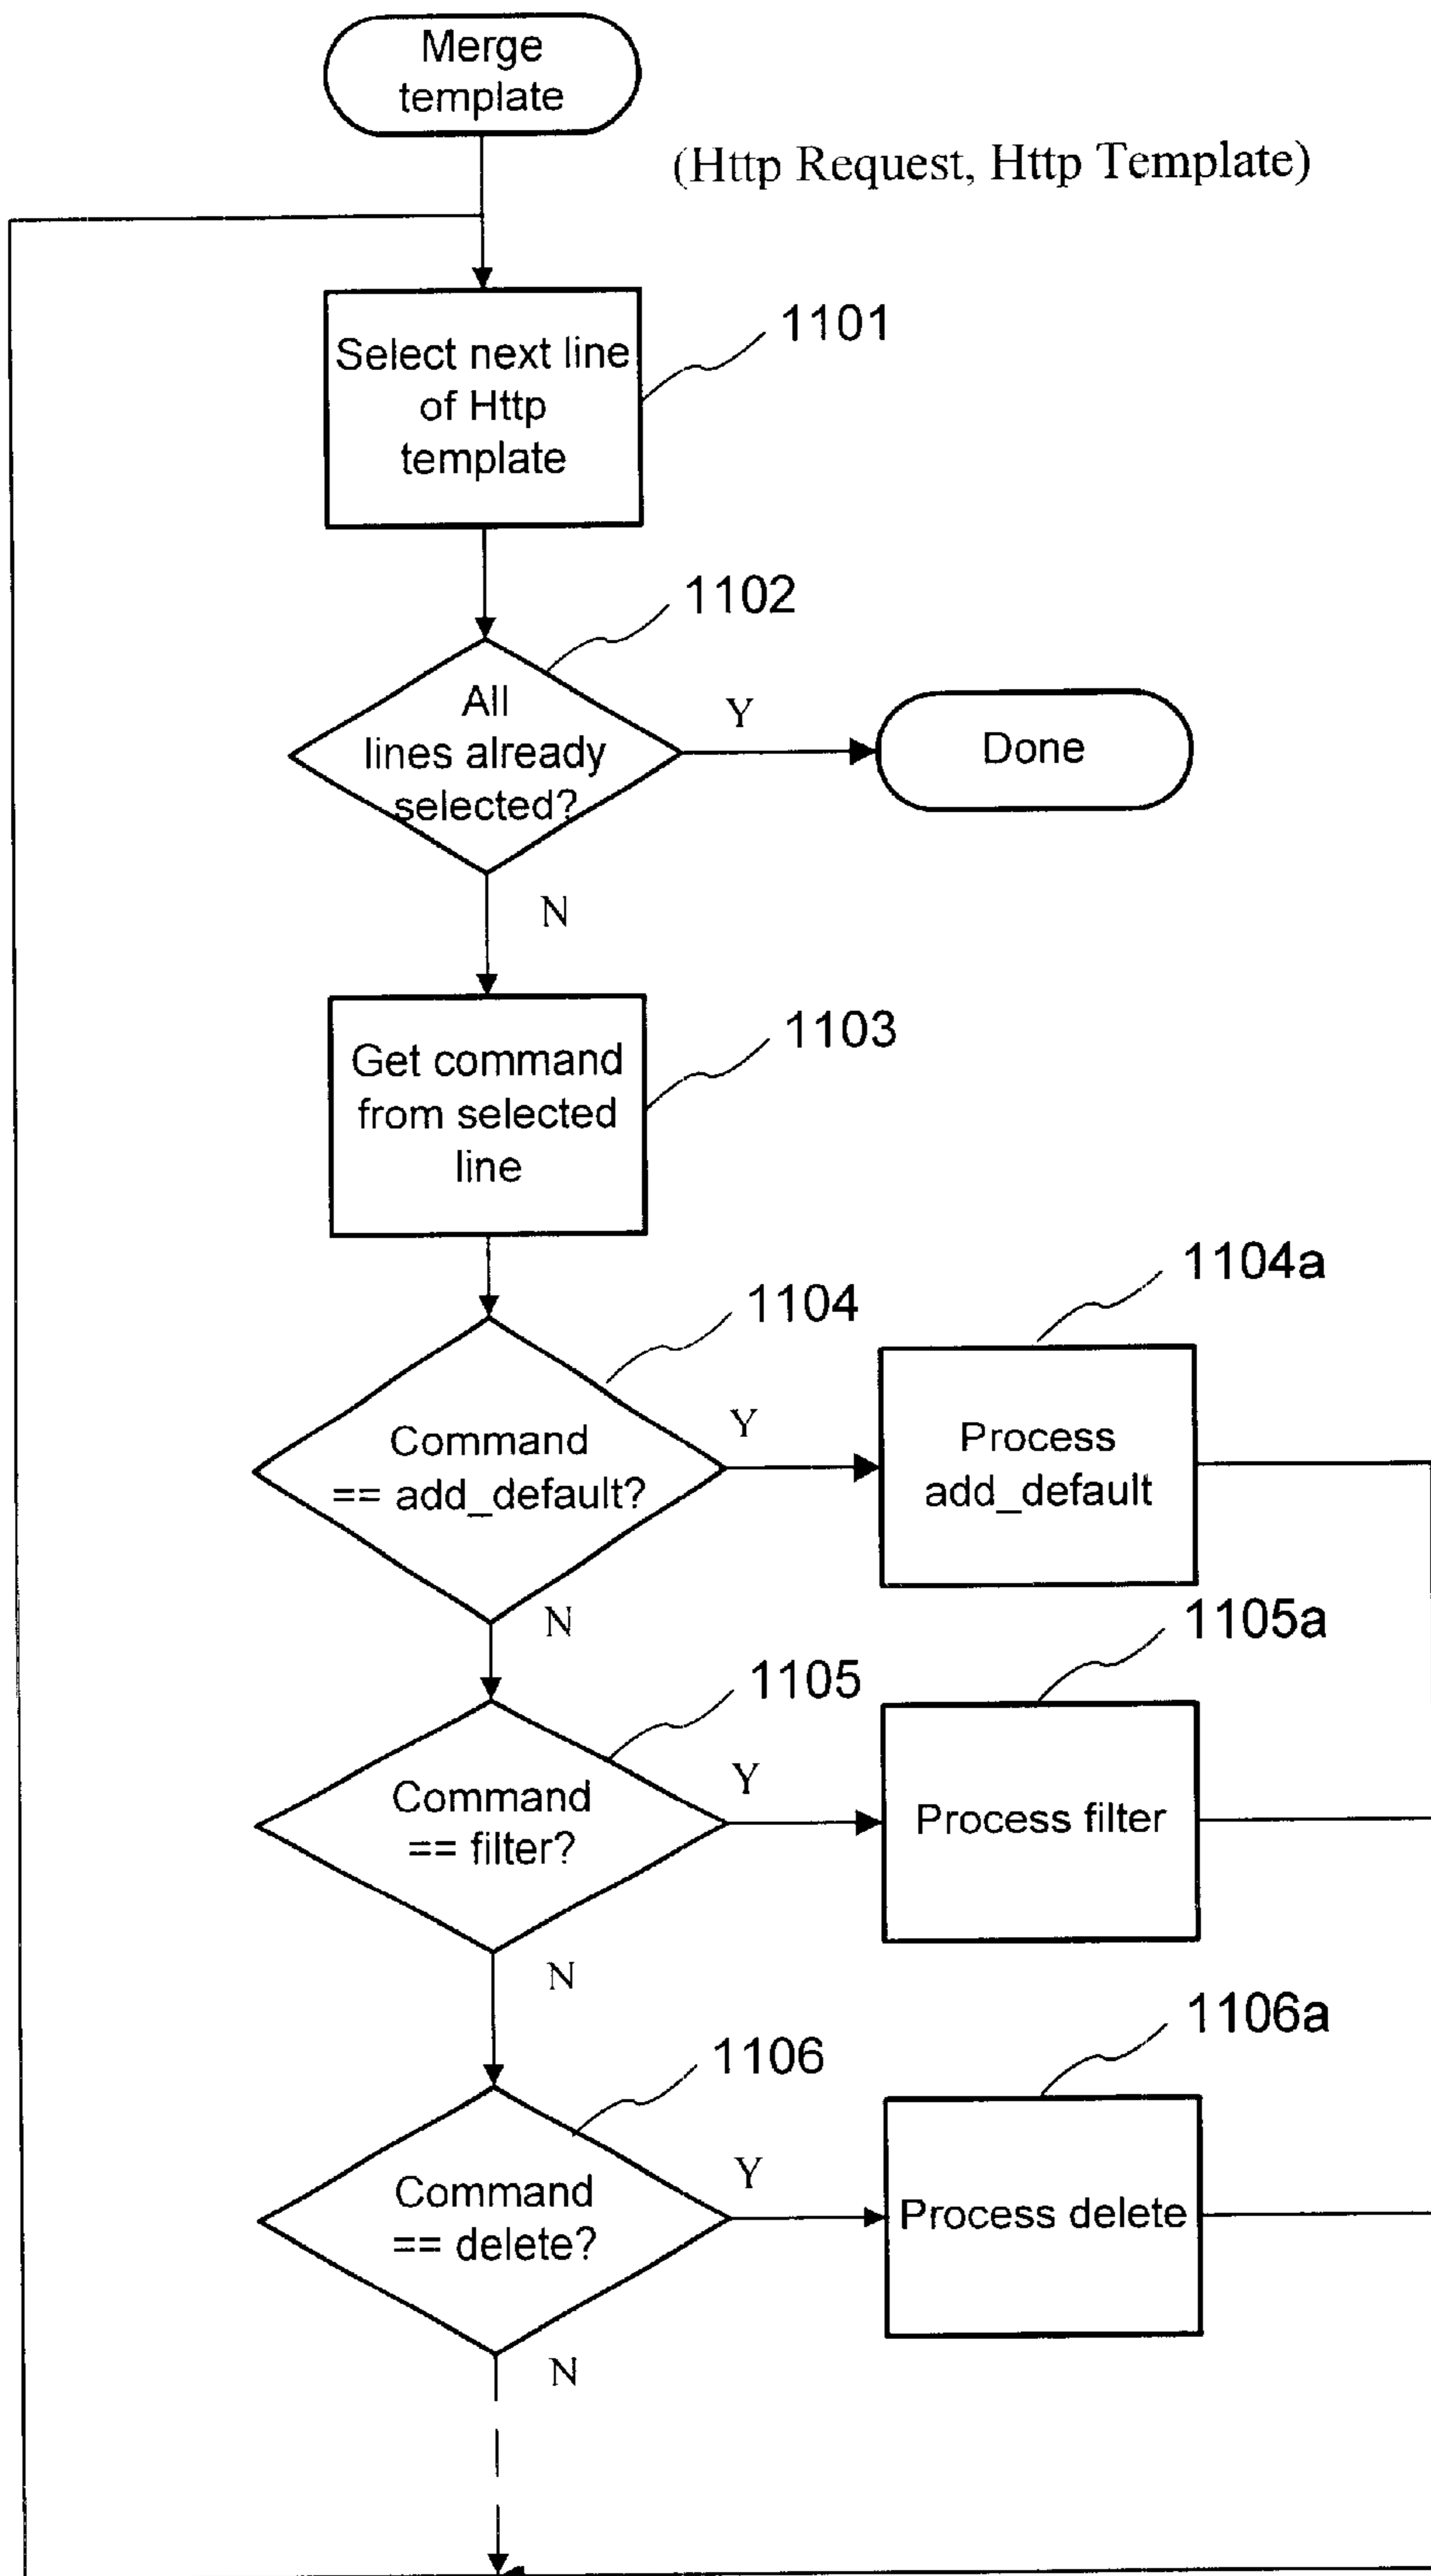 Merge
template
(Http Request, Http Template)
1101
Select next line
of Http
template
1102
All
lines already
selected?
Y
Done
N
1103
Get command
from selected
line
1104
1104a
Command
== add_default?
Y
Process
add_default
N
1105
1105a
Command
== filter?
Y
Process filter
N
1106
1106a
Command
== delete?
Y
Process delete
N